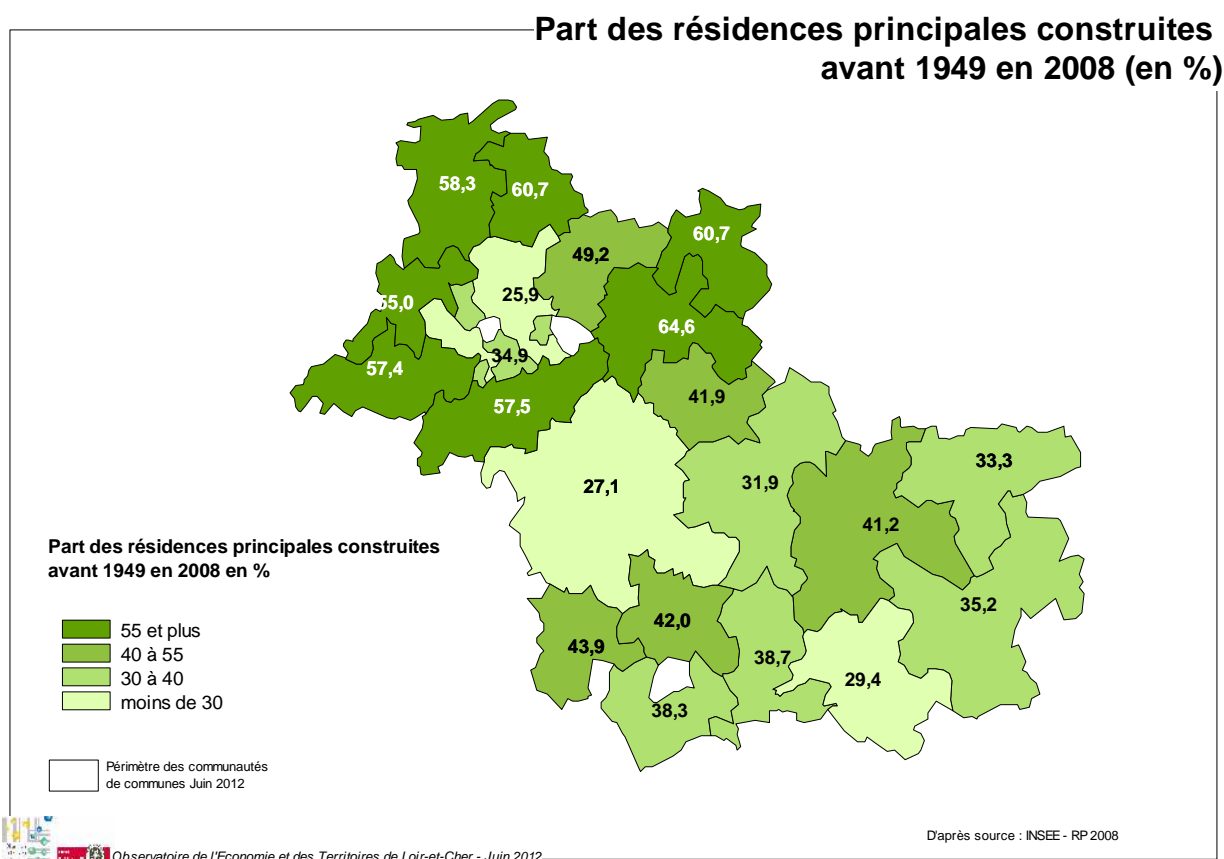 Part des résidences principales construites
avant 1949 en 2008 (en %)
58,3
60,7
60,7
49,2
25,9
55,0
64,6
34,9
57,4
41,9
57,5
33,3
31,9
27,1
41,2
Part des résidences principales construites
avant 1949 en 2008 en %
35,2
42,0
55 et plus
43,9
40 à 55
38,7
30 à 40
29,4
moins de 30
38,3
Périmètre des communautés
de communes Juin 2012
D'après source : INSEE - RP 2008
Observatoire de l'Economie et des Territoires de Loir-et-Cher - Juin 2012